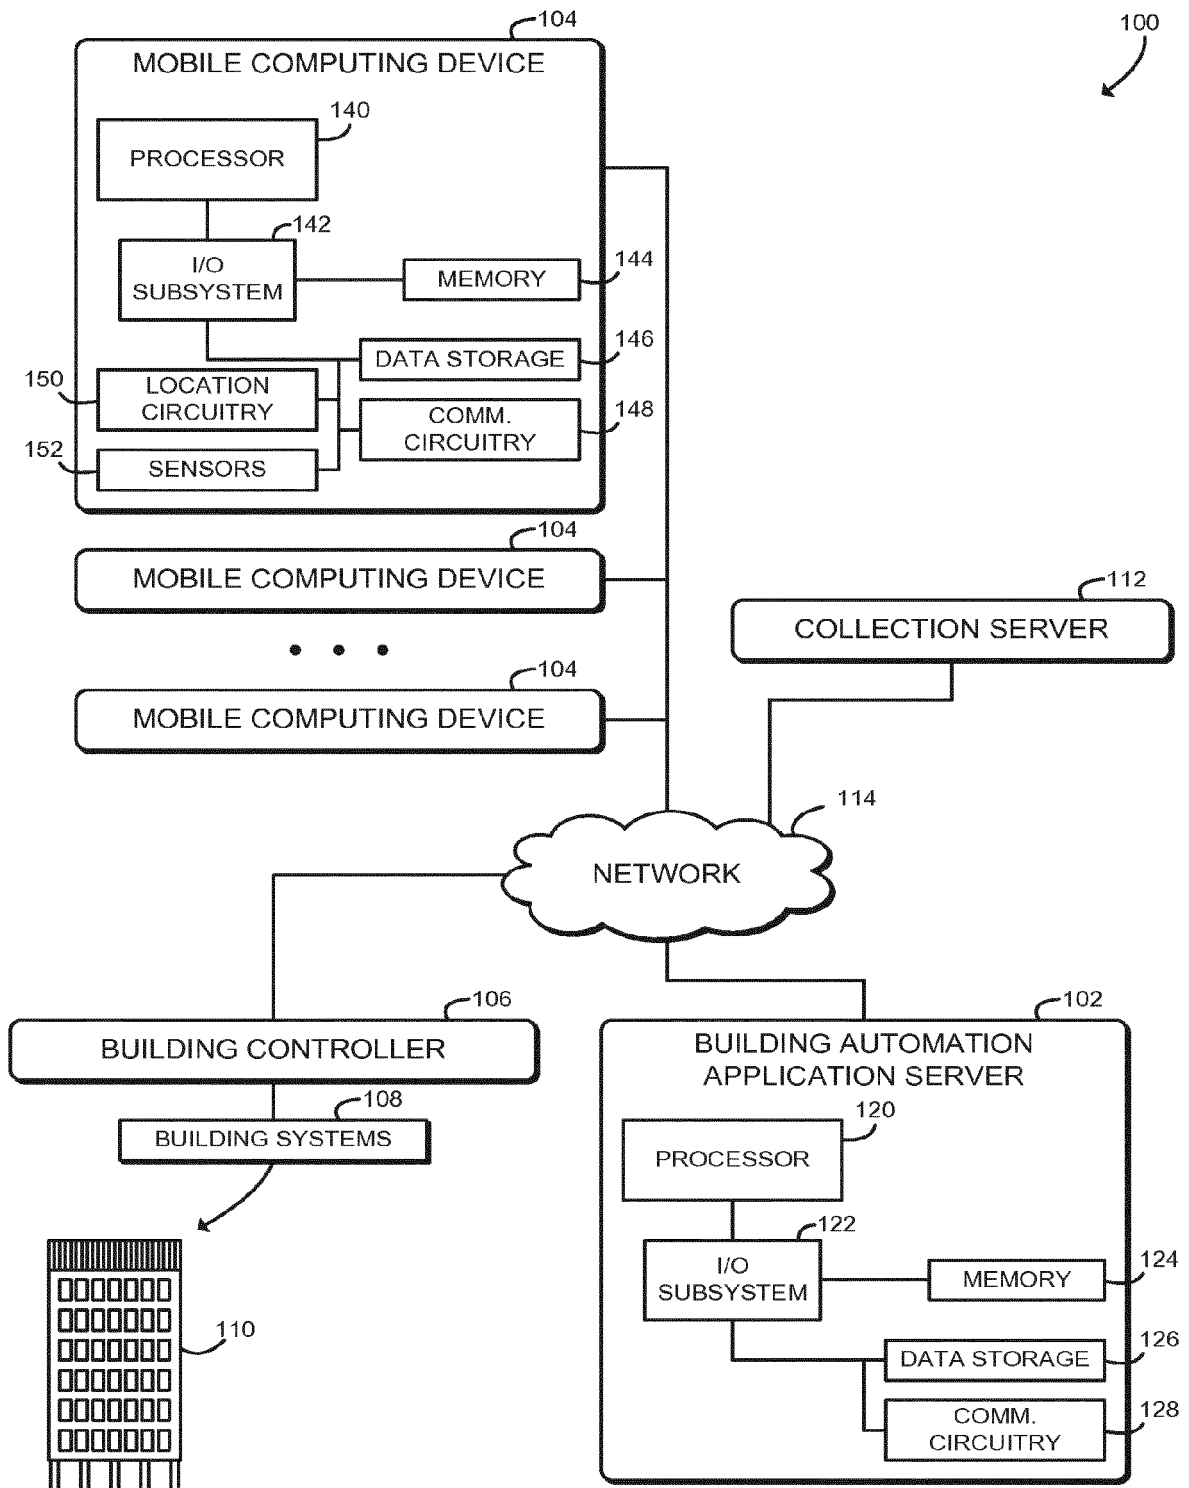 100
104
MOBILE COMPUTING DEVICE
140
PROCESSOR
142
I/O
SUBSYSTEM
144
MEMORY
146
DATA STORAGE
150
LOCATION
CIRCUITRY
148
COMM.
CIRCUITRY
152
SENSORS
104
MOBILE COMPUTING DEVICE
112
COLLECTION SERVER
104
MOBILE COMPUTING DEVICE
114
NETWORK
106
BUILDING CONTROLLER
108
BUILDING SYSTEMS
110
102
BUILDING AUTOMATION
APPLICATION SERVER
120
PROCESSOR
122
I/O
SUBSYSTEM
124
MEMORY
126
DATA STORAGE
128
COMM.
CIRCUITRY